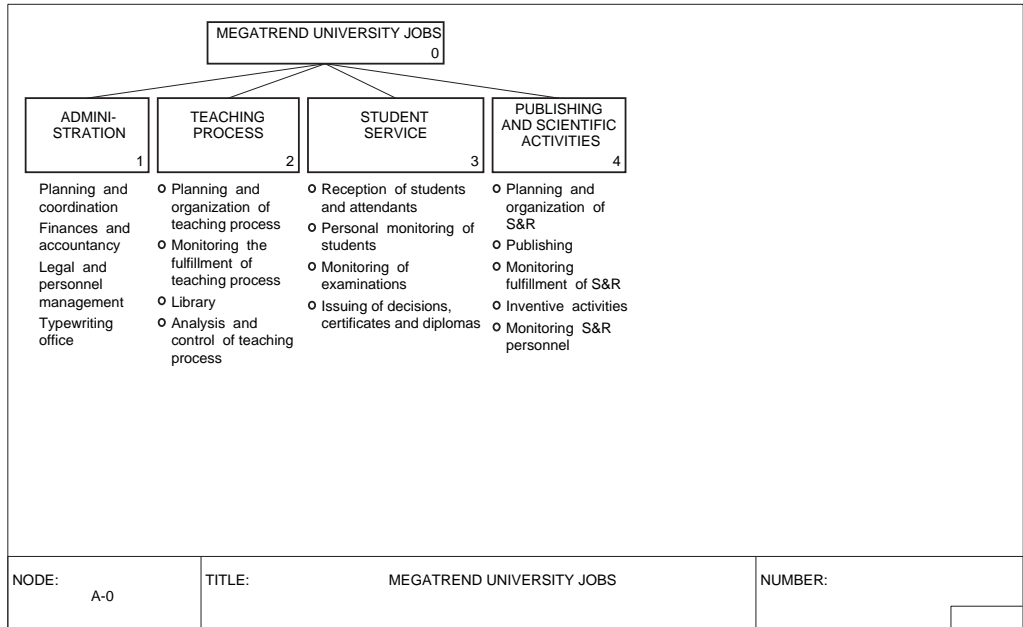 MEGATREND UNIVERSITY JOBS
0
ADMINI-
STRATION
1
TEACHING
PROCESS
2
STUDENT
SERVICE
3
PUBLISHING
AND SCIENTIFIC
ACTIVITIES
4
Planning and
coordination
Finances and
accountancy
Legal and
personnel
management
Typewriting
office
o Planning and
organization of
teaching process
o Monitoring the
fulfillment of
teaching process
o Library
o Analysis and
control of teaching
process
o Reception of students
and attendants
o Personal monitoring of
students
o Monitoring of
examinations
o Issuing of decisions,
certificates and diplomas
o Planning and
organization of
S&R
o Publishing
o Monitoring
fulfillment of S&R
o Inventive activities
o Monitoring S&R
personnel
NODE:
A-0
TITLE:
MEGATREND UNIVERSITY JOBS
NUMBER: